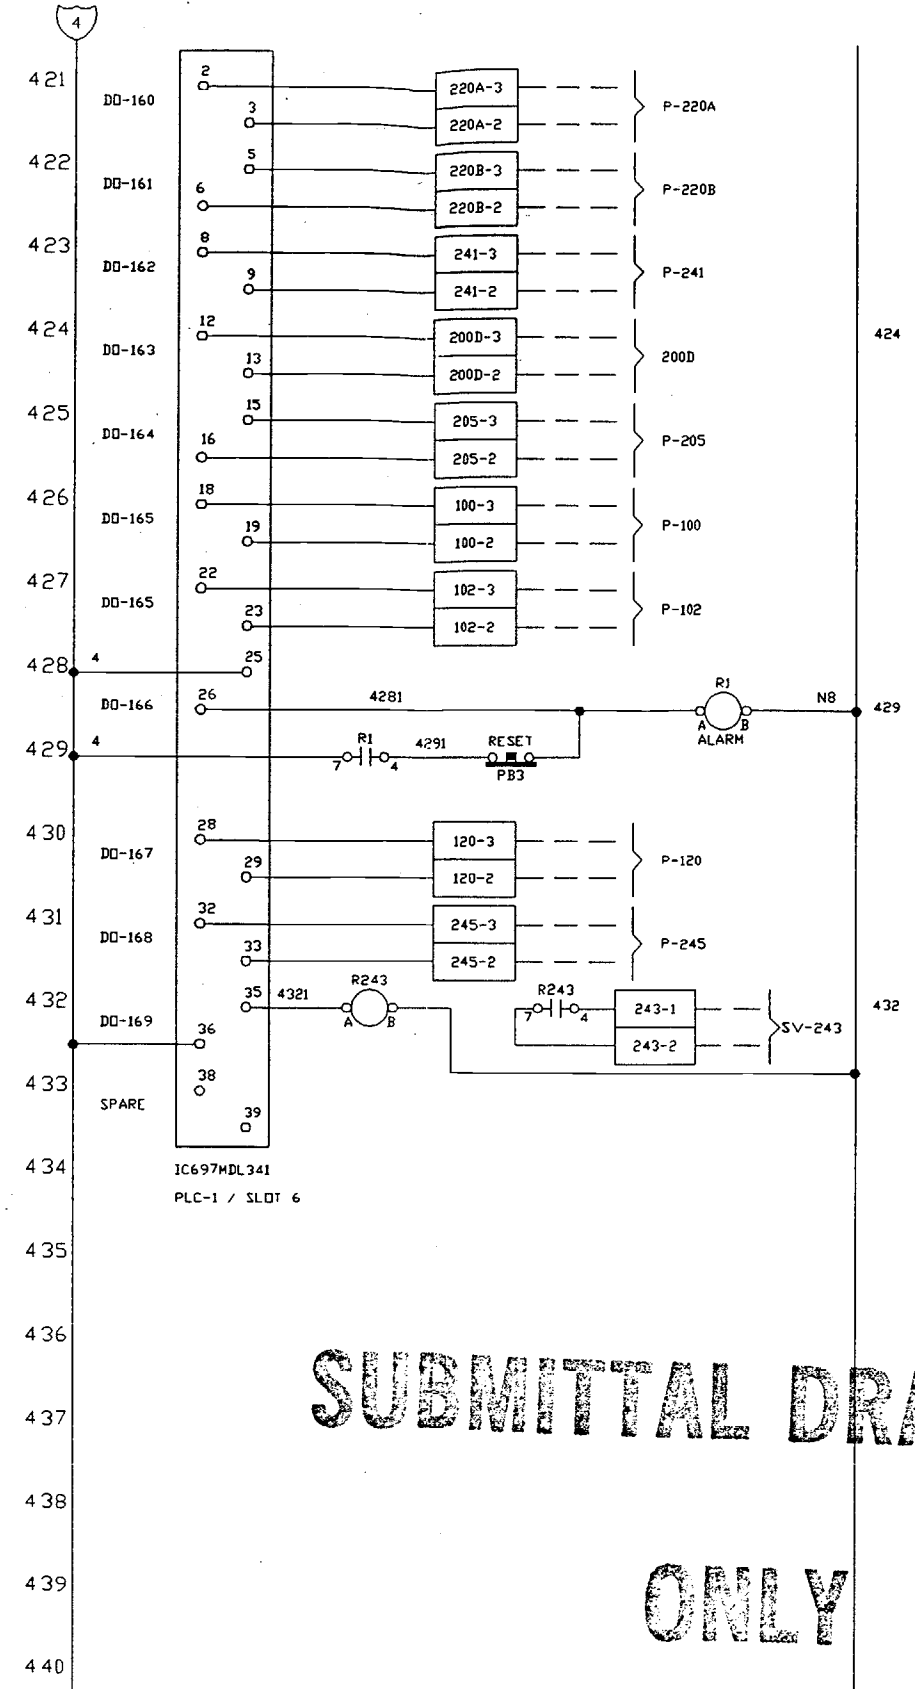 4
421
DO-160
2
3
220A-3
220A-2
P-220A
422
DO-161
5
6
220B-3
220B-2
P-220B
423
DO-162
8
9
241-3
241-2
P-241
424
DO-163
12
13
200D-3
200D-2
200D
424
425
DO-164
15
16
205-3
205-2
P-205
426
DO-165
18
19
100-3
100-2
P-100
427
DO-165
22
23
102-3
102-2
P-102
428
4
25
DO-166
26
4281
R1
A B
ALARM
N8
429
429
4
R1
7 4
4291
RESET
PB3
430
DO-167
28
29
120-3
120-2
P-120
431
DO-168
32
33
245-3
245-2
P-245
432
DO-169
35
4321
R243
A B
R243
7 4
243-1
243-2
SV-243
432
36
433
SPARE
38
39
434
IC697MDL341
PLC-1 / SLOT 6
435
436
SUBMITTAL DRA
437
438
439
ONLY
440